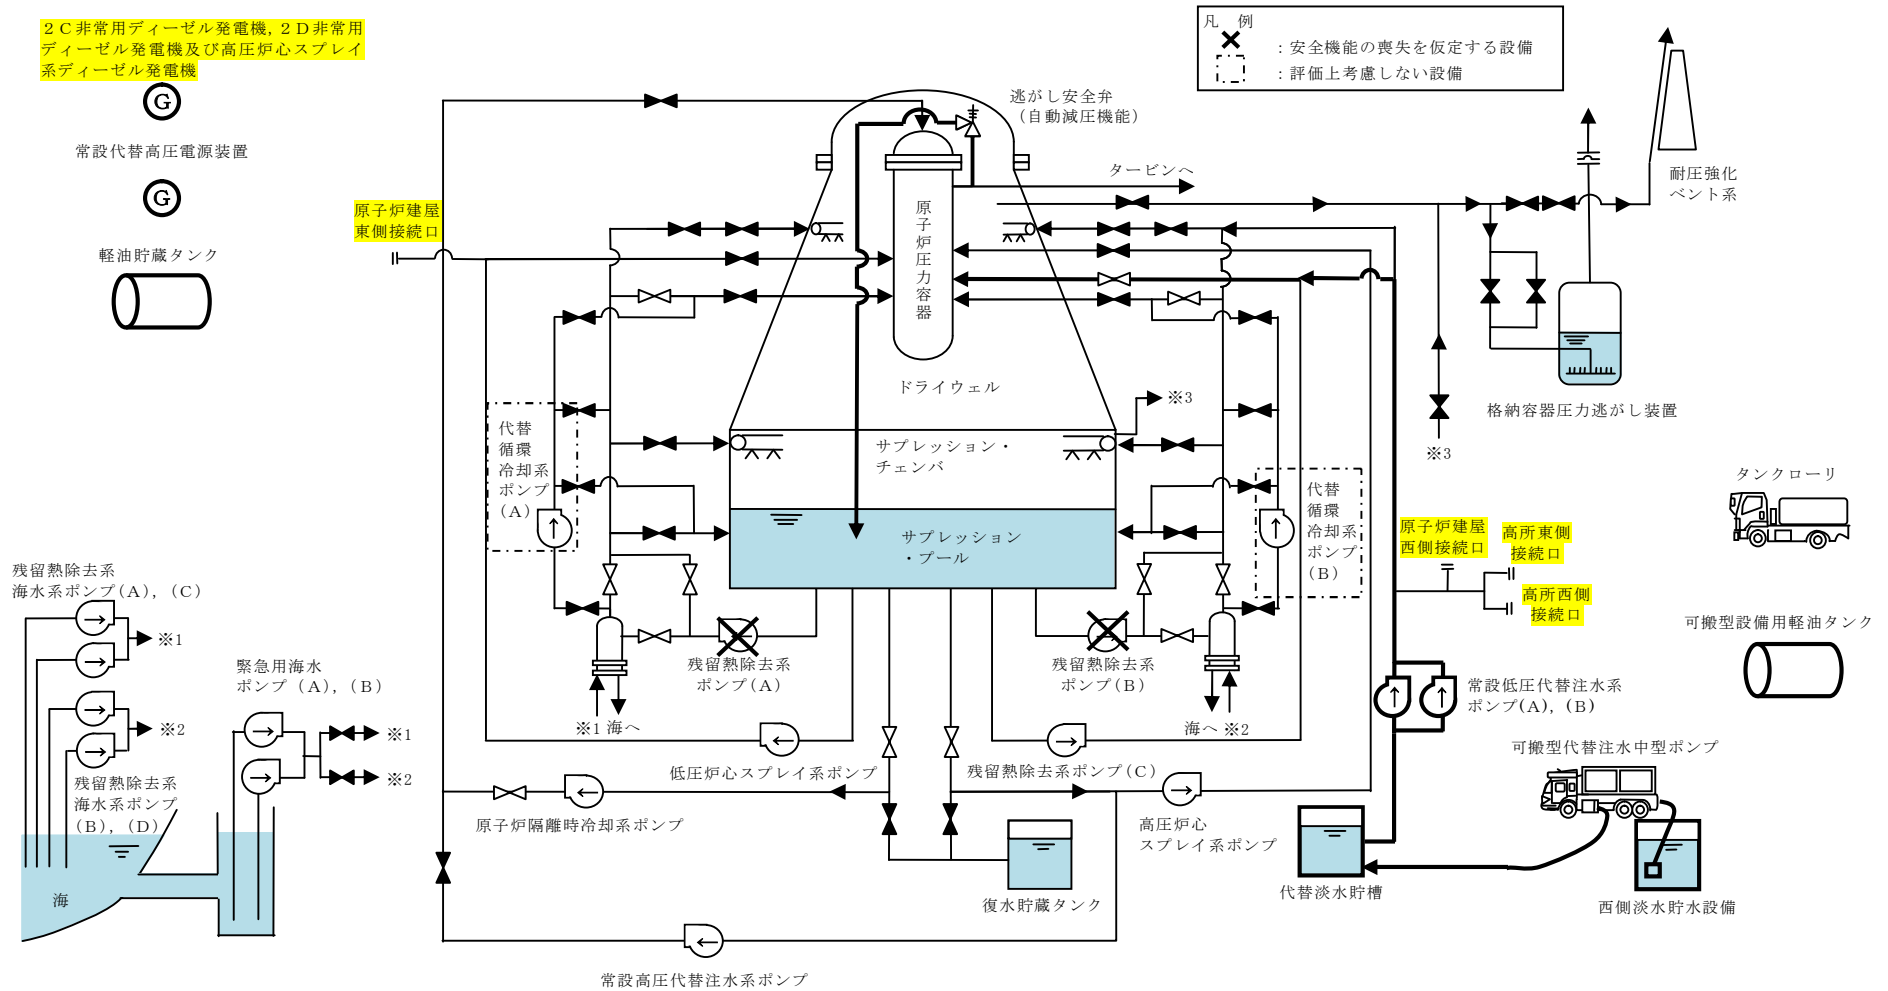 ２Ｃ非常用ディーゼル発電機，２Ｄ非常用
ディーゼル発電機及び高圧炉心スプレイ
系ディーゼル発電機
G
常設代替高圧電源装置
G
軽油貯蔵タンク
凡　例
：安全機能の喪失を仮定する設備
：評価上考慮しない設備
逃がし安全弁
（自動減圧機能）
タービンへ
耐圧強化
ベント系
原子炉建屋
東側接続口
原子炉圧力容器
ドライウェル
※3
格納容器圧力逃がし装置
※3
代替
循環
冷却系
ポンプ
（A）
サプレッション・
チェンバ
サプレッション
・プール
代替
循環
冷却系
ポンプ
（B）
タンクローリ
原子炉建屋
西側接続口
高所東側
接続口
高所西側
接続口
可搬型設備用軽油タンク
残留熱除去系
海水系ポンプ(A)，(C)
※1
※2
残留熱除去系
海水系ポンプ
（B），（D）
海
緊急用海水
ポンプ（A），（B）
※1
※2
残留熱除去系
ポンプ(A)
残留熱除去系
ポンプ(B)
※1 海へ
海へ ※2
常設低圧代替注水系
ポンプ(A)，(B)
低圧炉心スプレイ系ポンプ
残留熱除去系ポンプ(C)
可搬型代替注水中型ポンプ
原子炉隔離時冷却系ポンプ
高圧炉心
スプレイ系ポンプ
復水貯蔵タンク
代替淡水貯槽
西側淡水貯水設備
常設高圧代替注水系ポンプ